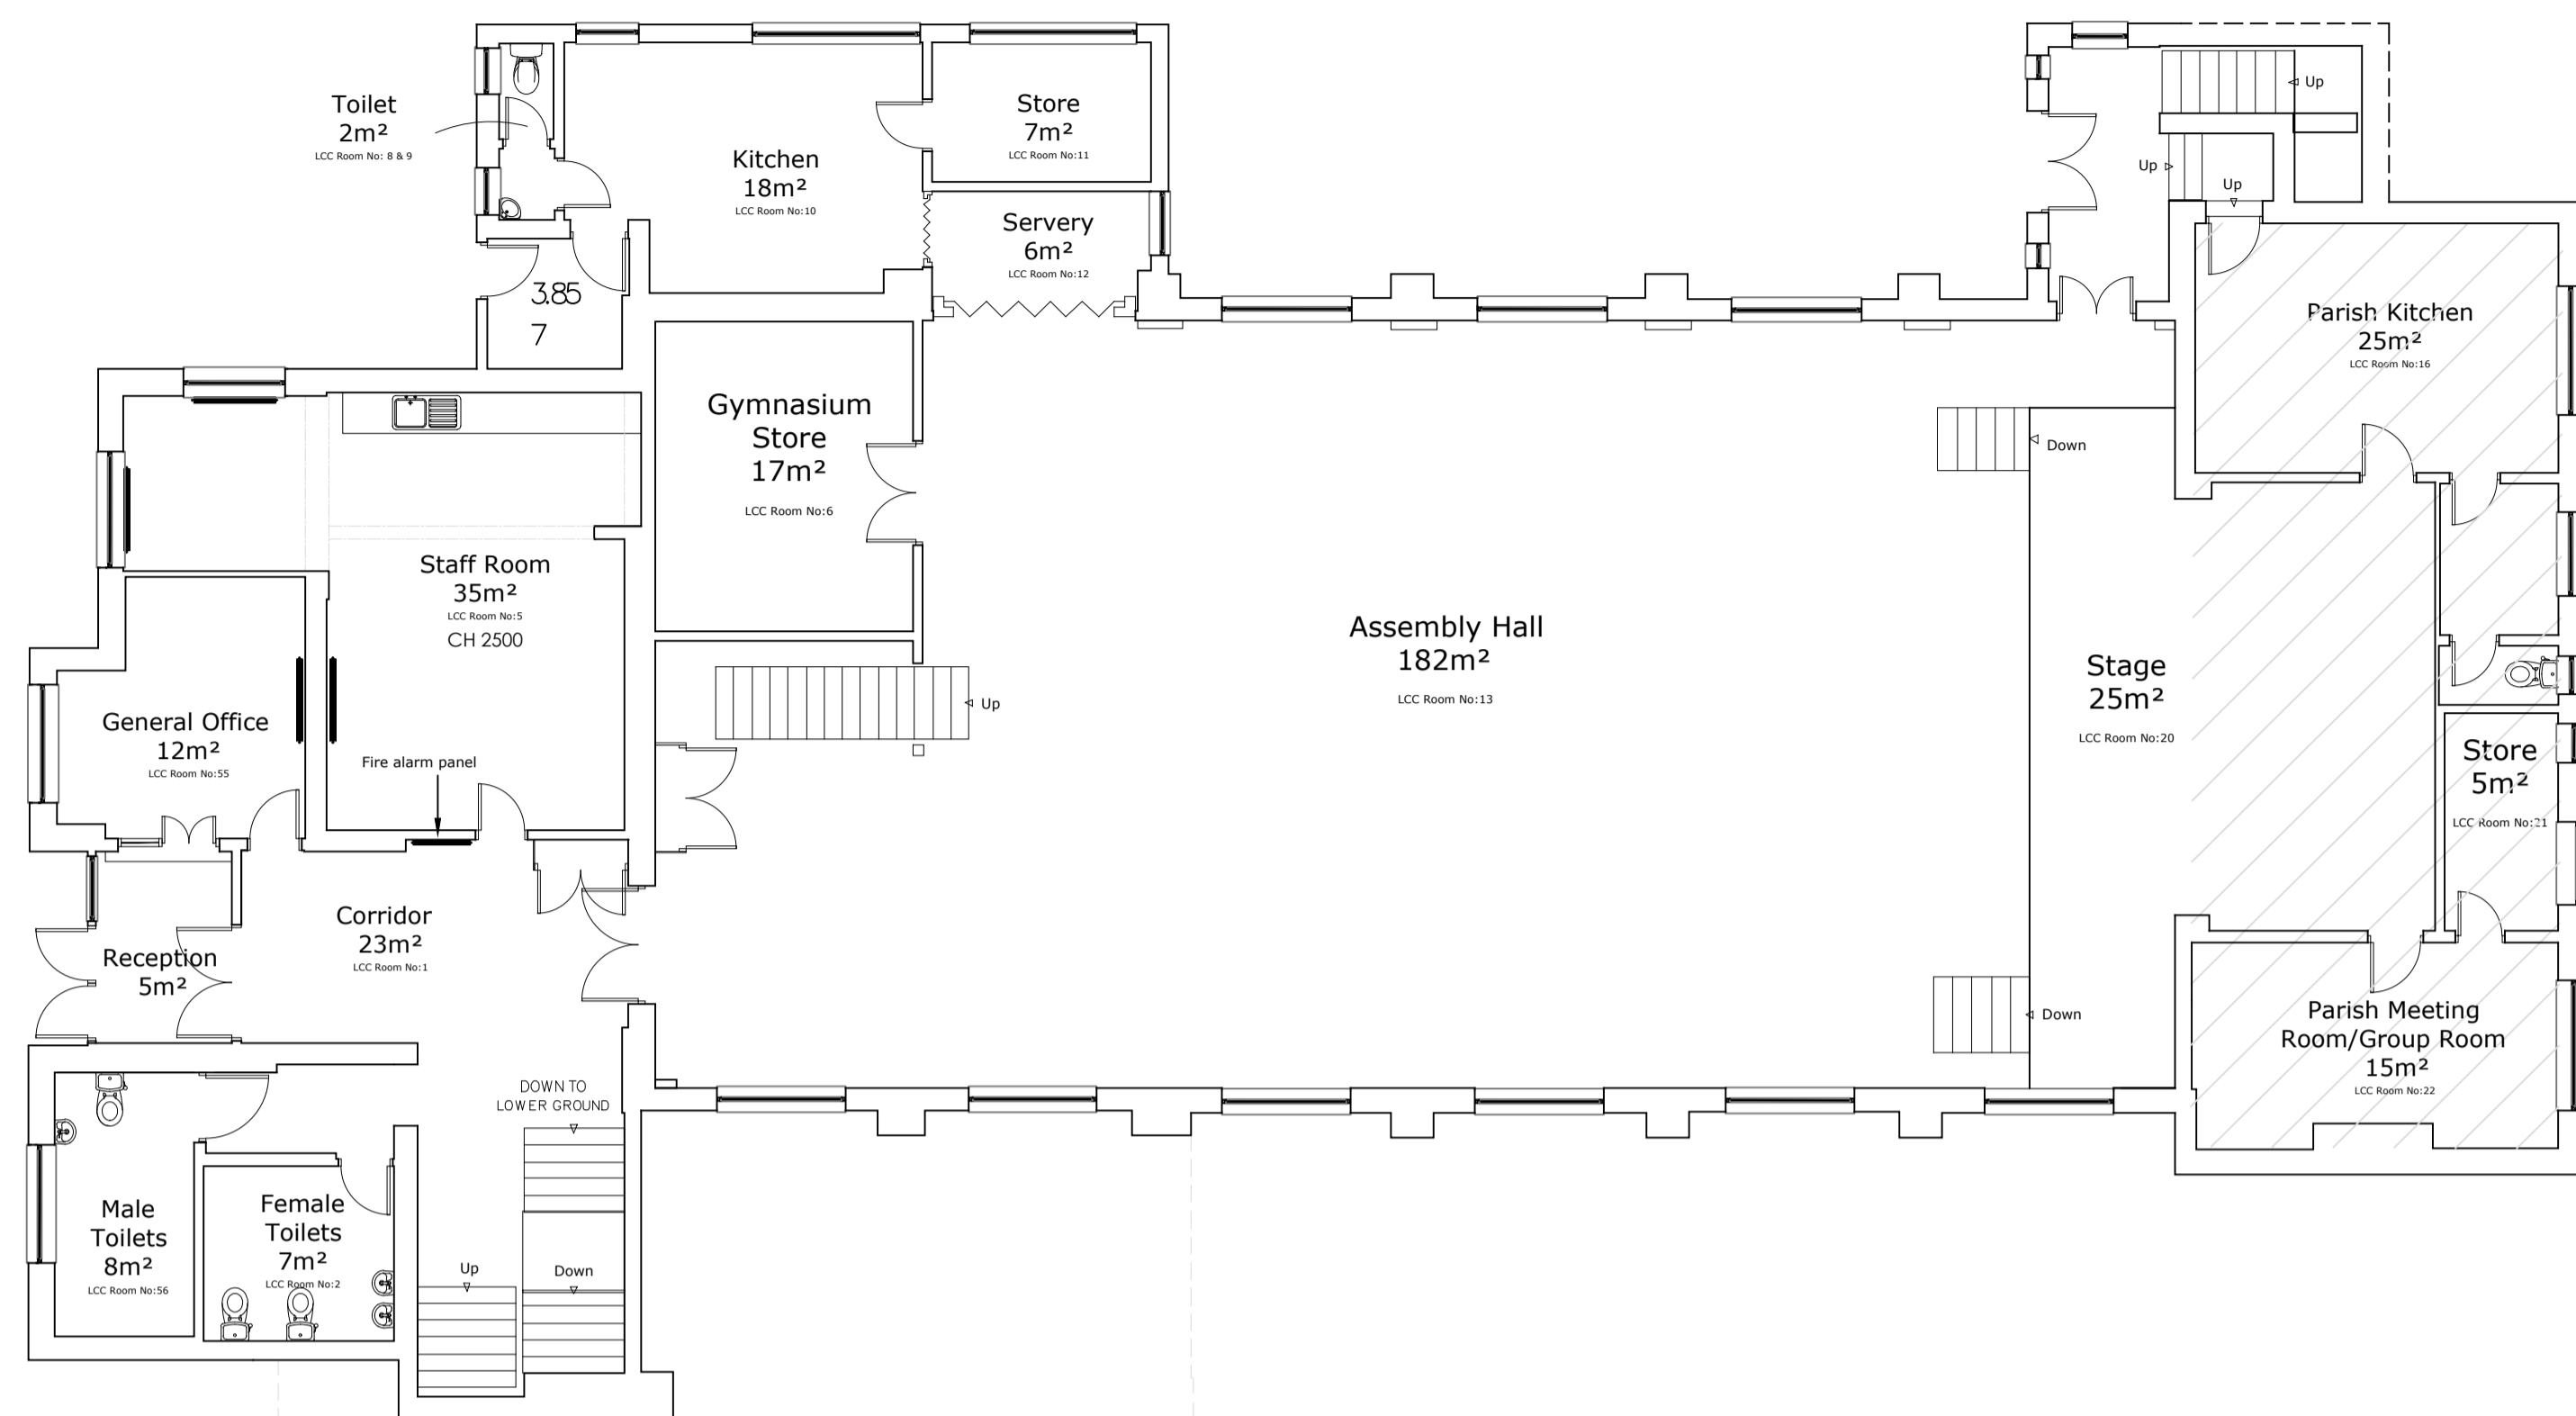 Toilet
2m²
LCC Room No: 8 & 9
Kitchen
18m²
LCC Room No:10
Store
7m²
LCC Room No:11
Servery
6m²
LCC Room No:12
3.85
7
Up
Up
Up
Parish Kitchen
25m²
LCC Room No:16
Gymnasium
Store
17m²
LCC Room No:6
Down
Staff Room
35m²
LCC Room No:5
CH 2500
Assembly Hall
182m²
LCC Room No:13
Stage
25m²
LCC Room No:20
Up
General Office
12m²
LCC Room No:55
Fire alarm panel
Store
5m²
LCC Room No:21
Corridor
23m²
LCC Room No:1
Reception
5m²
Down
Parish Meeting
Room/Group Room
15m²
LCC Room No:22
DOWN TO
LOWER GROUND
Male
Toilets
8m²
LCC Room No:56
Female
Toilets
7m²
LCC Room No:2
Up
Down